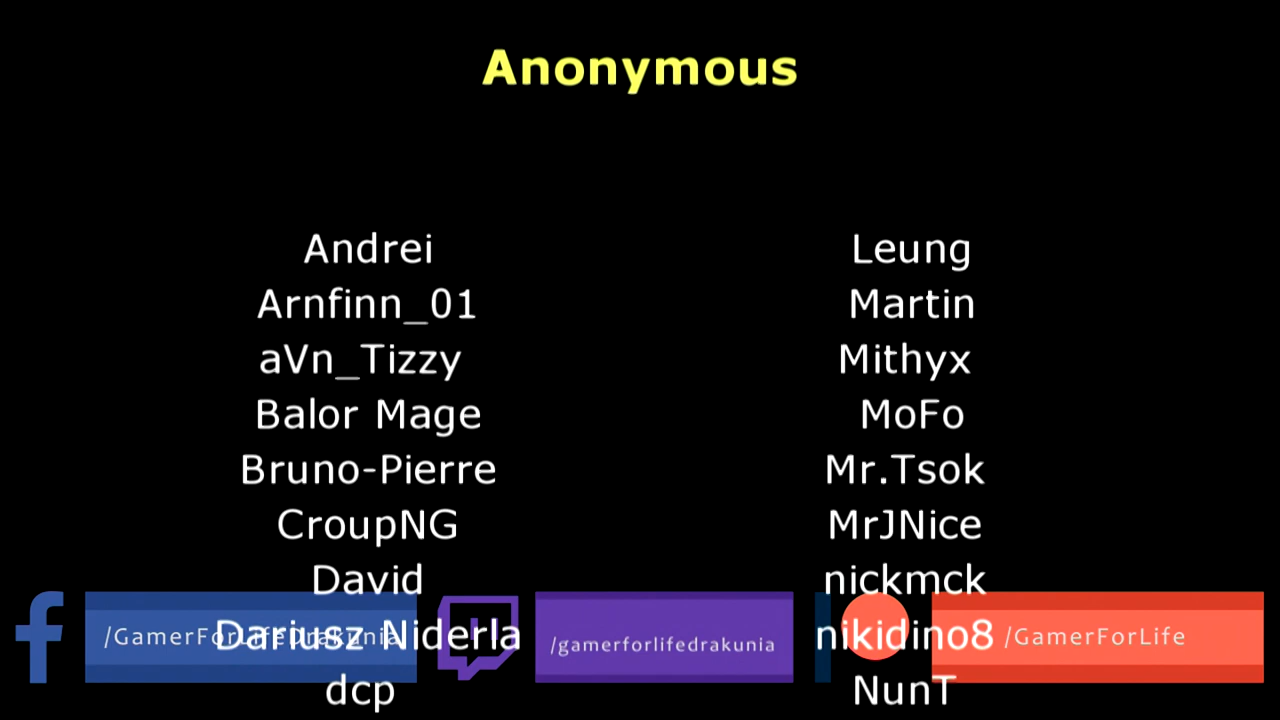 Anonymous
Andrei
Leung
Arnfinn_01
Martin
aVn_Tizzy
Mithyx
Balor Mage
MoFo
Bruno-Pierre
Mr.Tsok
CroupNG
MrJNice
David
nickmck
Dariusz Niderla
nikidino8
/GamerForLifeDrakunia
/gamerforlifedrakunia
/GamerForLife
dcp
NunT